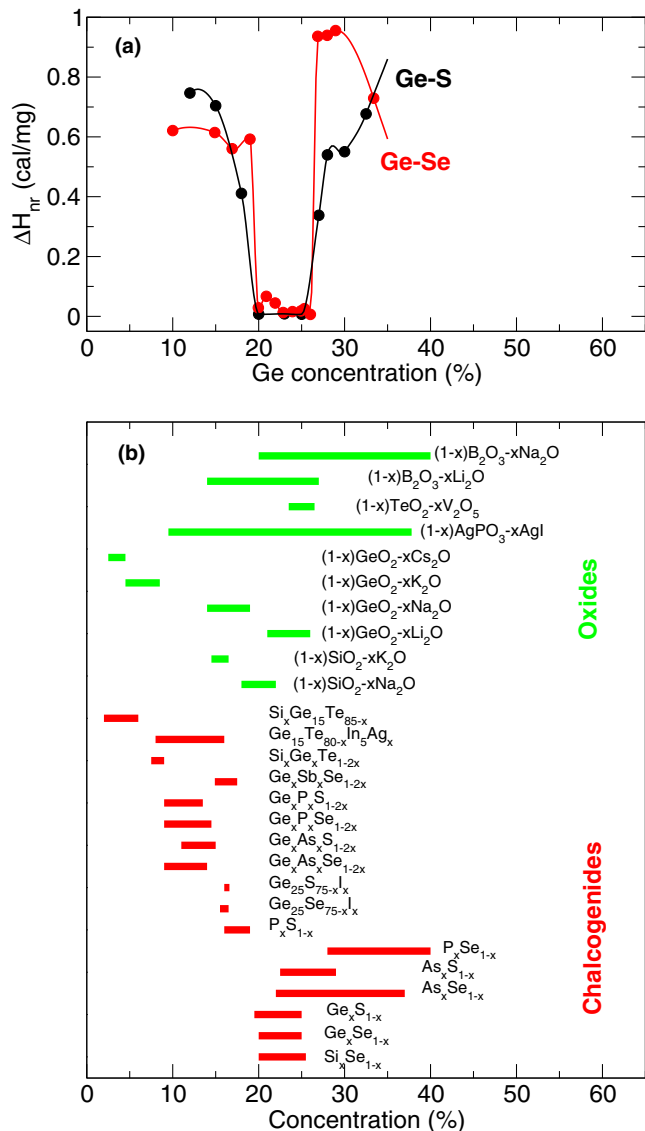 (a)
Ge-S
Ge-Se
ΔH_nr (cal/mg)
1
0.8
0.6
0.4
0.2
0
0 10 20 30 40 50 60
Ge concentration (%)
(b)
(1-x)B₂O₃-xNa₂O
(1-x)B₂O₃-xLi₂O
(1-x)TeO₂-xV₂O₅
(1-x)AgPO₃-xAgI
(1-x)GeO₂-xCs₂O
(1-x)GeO₂-xK₂O
(1-x)GeO₂-xNa₂O
(1-x)GeO₂-xLi₂O
(1-x)SiO₂-xK₂O
(1-x)SiO₂-xNa₂O
Oxides
SiₓGe₁₅Te₈₅₋ₓ
Ge₁₅Te₈₀₋ₓIn₅Agₓ
SiₓGeₓTe₁₋₂ₓ
GeₓSbₓSe₁₋₂ₓ
GeₓPₓS₁₋₂ₓ
GeₓPₓSe₁₋₂ₓ
GeₓAsₓS₁₋₂ₓ
GeₓAsₓSe₁₋₂ₓ
Ge₂₅S₇₅₋ₓIₓ
Ge₂₅Se₇₅₋ₓIₓ
PₓS₁₋ₓ
PₓSe₁₋ₓ
AsₓS₁₋ₓ
AsₓSe₁₋ₓ
GeₓS₁₋ₓ
GeₓSe₁₋ₓ
SiₓSe₁₋ₓ
Chalcogenides
0 10 20 30 40 50 60
Concentration (%)